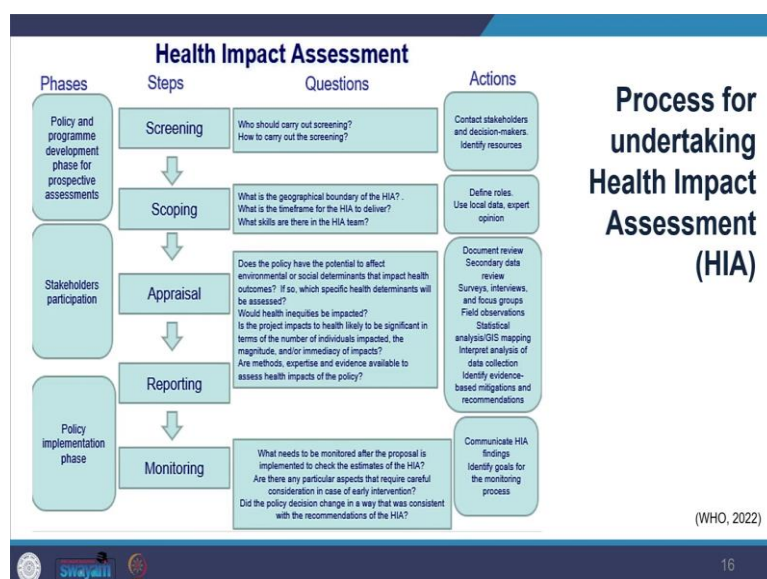 Health Impact Assessment
Phases
Steps
Questions
Actions
Policy and
programme
development
phase for
prospective
assessments
Stakeholders
participation
Policy
implementation
phase
Screening
Scoping
Appraisal
Reporting
Monitoring
Who should carry out screening?
How to carry out the screening?
What is the geographical boundary of the HIA? .
What is the timeframe for the HIA to deliver?
What skills are there in the HIA team?
Does the policy have the potential to affect
environmental or social determinants that impact health
outcomes? If so, which specific health determinants will
be assessed?
Would health inequities be impacted?
Is the project impacts to health likely to be significant in
terms of the number of individuals impacted, the
magnitude, and/or immediacy of impacts?
Are methods, expertise and evidence available to
assess health impacts of the policy?
What needs to be monitored after the proposal is
implemented to check the estimates of the HIA?
Are there any particular aspects that require careful
consideration in case of early intervention?
Did the policy decision change in a way that was consistent
with the recommendations of the HIA?
Contact stakeholders
and decision-makers.
Identify resources
Define roles.
Use local data, expert
opinion
Document review
Secondary data
review
Surveys, interviews,
and focus groups
Field observations
Statistical
analysis/GIS mapping
Interpret analysis of
data collection
Identify evidence-
based mitigations and
recommendations
Communicate HIA
findings
Identify goals for
the monitoring
process
Process for
undertaking
Health Impact
Assessment
(HIA)
(WHO, 2022)
swayam
16